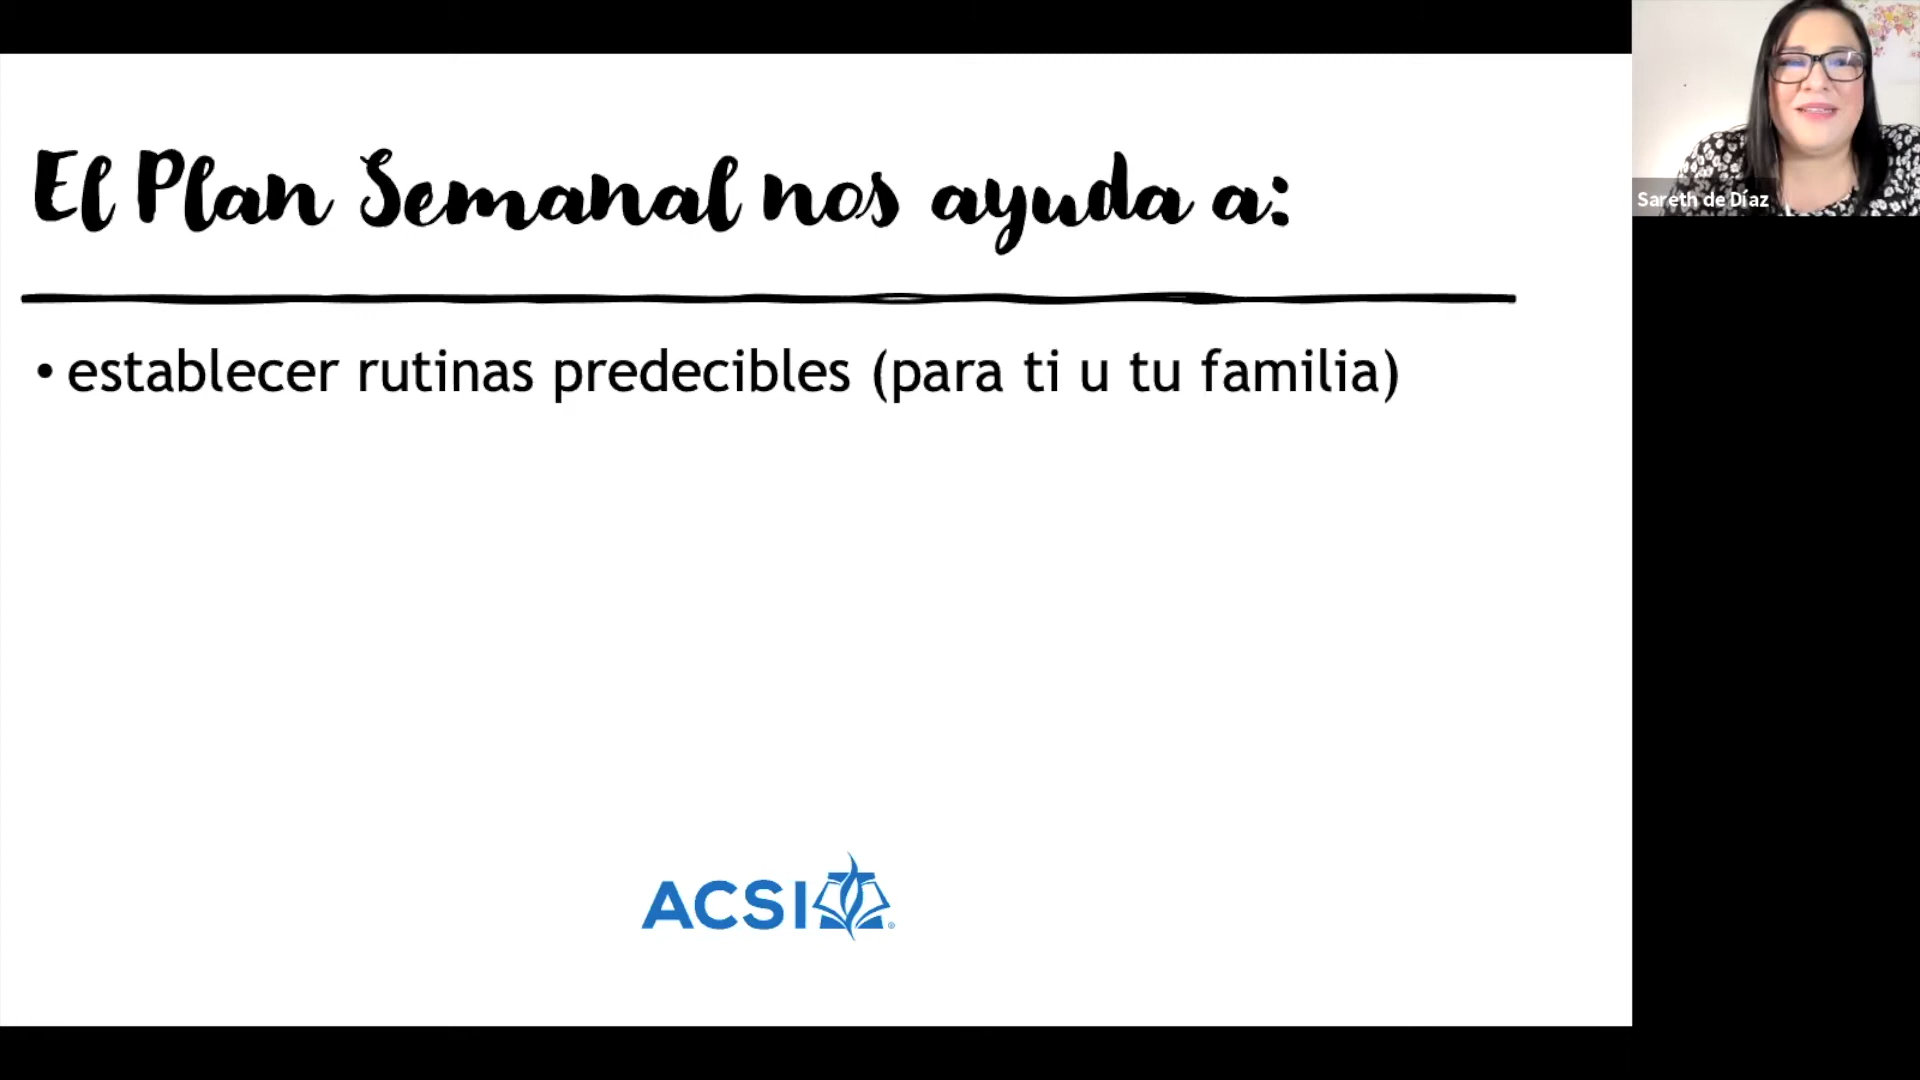 El Plan Semanal nos ayuda a:
• establecer rutinas predecibles (para ti u tu familia)
ACSI
Sareth de Díaz